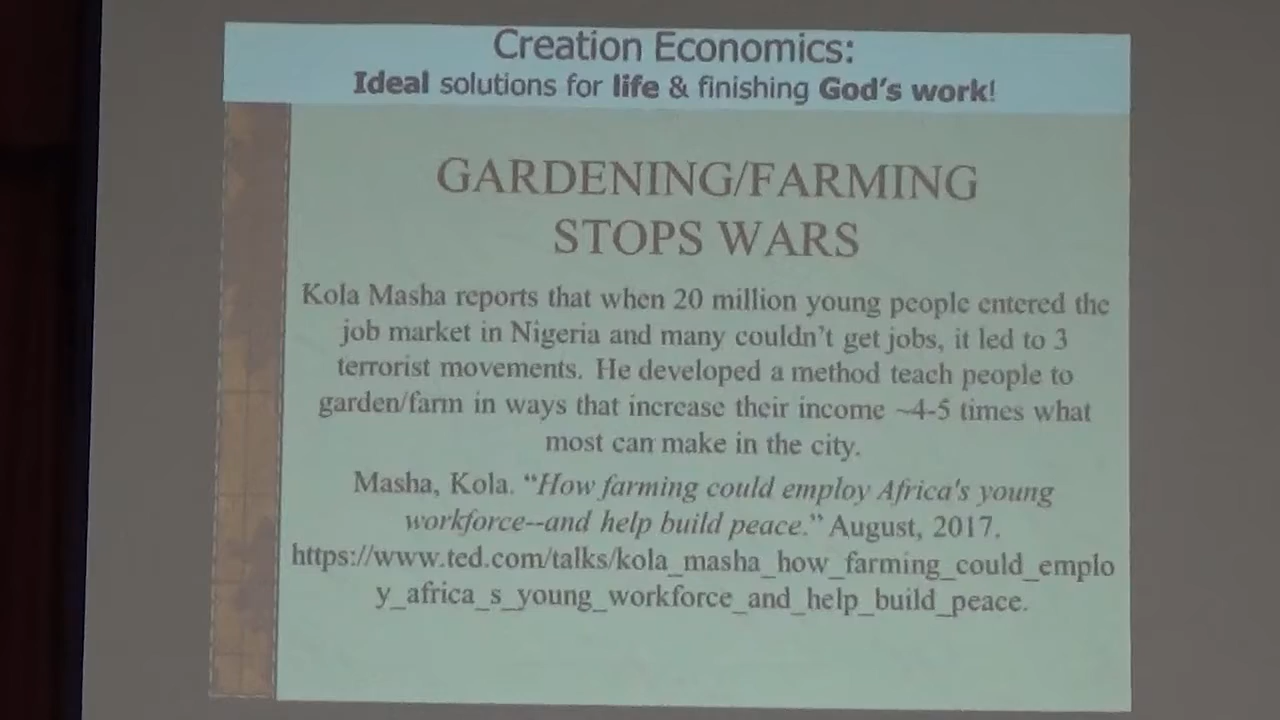 Creation Economics:
Ideal solutions for life & finishing God's work!
GARDENING/FARMING
STOPS WARS
Kola Masha reports that when 20 million young people entered the
job market in Nigeria and many couldn't get jobs, it led to 3
terrorist movements. He developed a method teach people to
garden/farm in ways that increase their income ~4-5 times what
most can make in the city.
Masha, Kola. “How farming could employ Africa's young
workforce--and help build peace.” August, 2017.
https://www.ted.com/talks/kola_masha_how_farming_could_emplo
y_africa_s_young_workforce_and_help_build_peace.